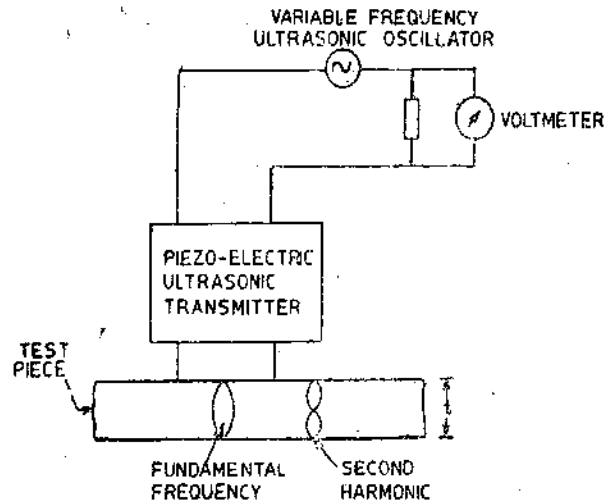 VARIABLE FREQUENCY
ULTRASONIC OSCILLATOR
VOLTMETER
PIEZO-ELECTRIC
ULTRASONIC
TRANSMITTER
TEST
PIECE
t
FUNDAMENTAL
FREQUENCY
SECOND
HARMONIC